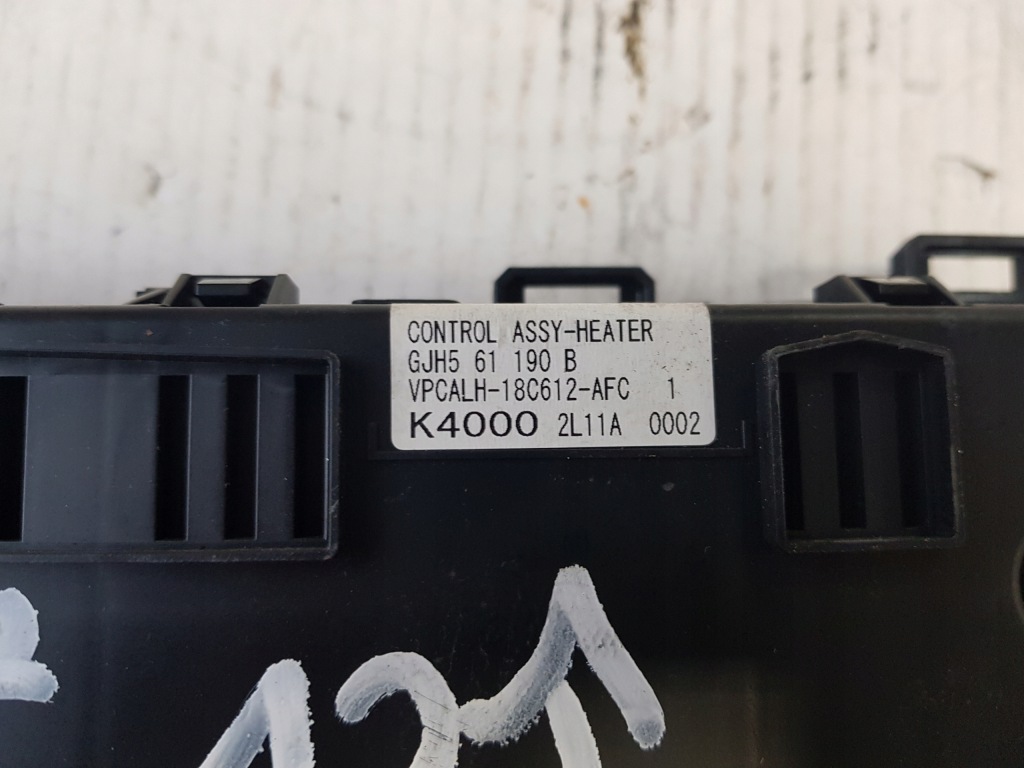 CONTROL ASSY-HEATER
GJH5 61 190 B
VPCALH-18C612-AFC 1
K4000 2L11A 0002